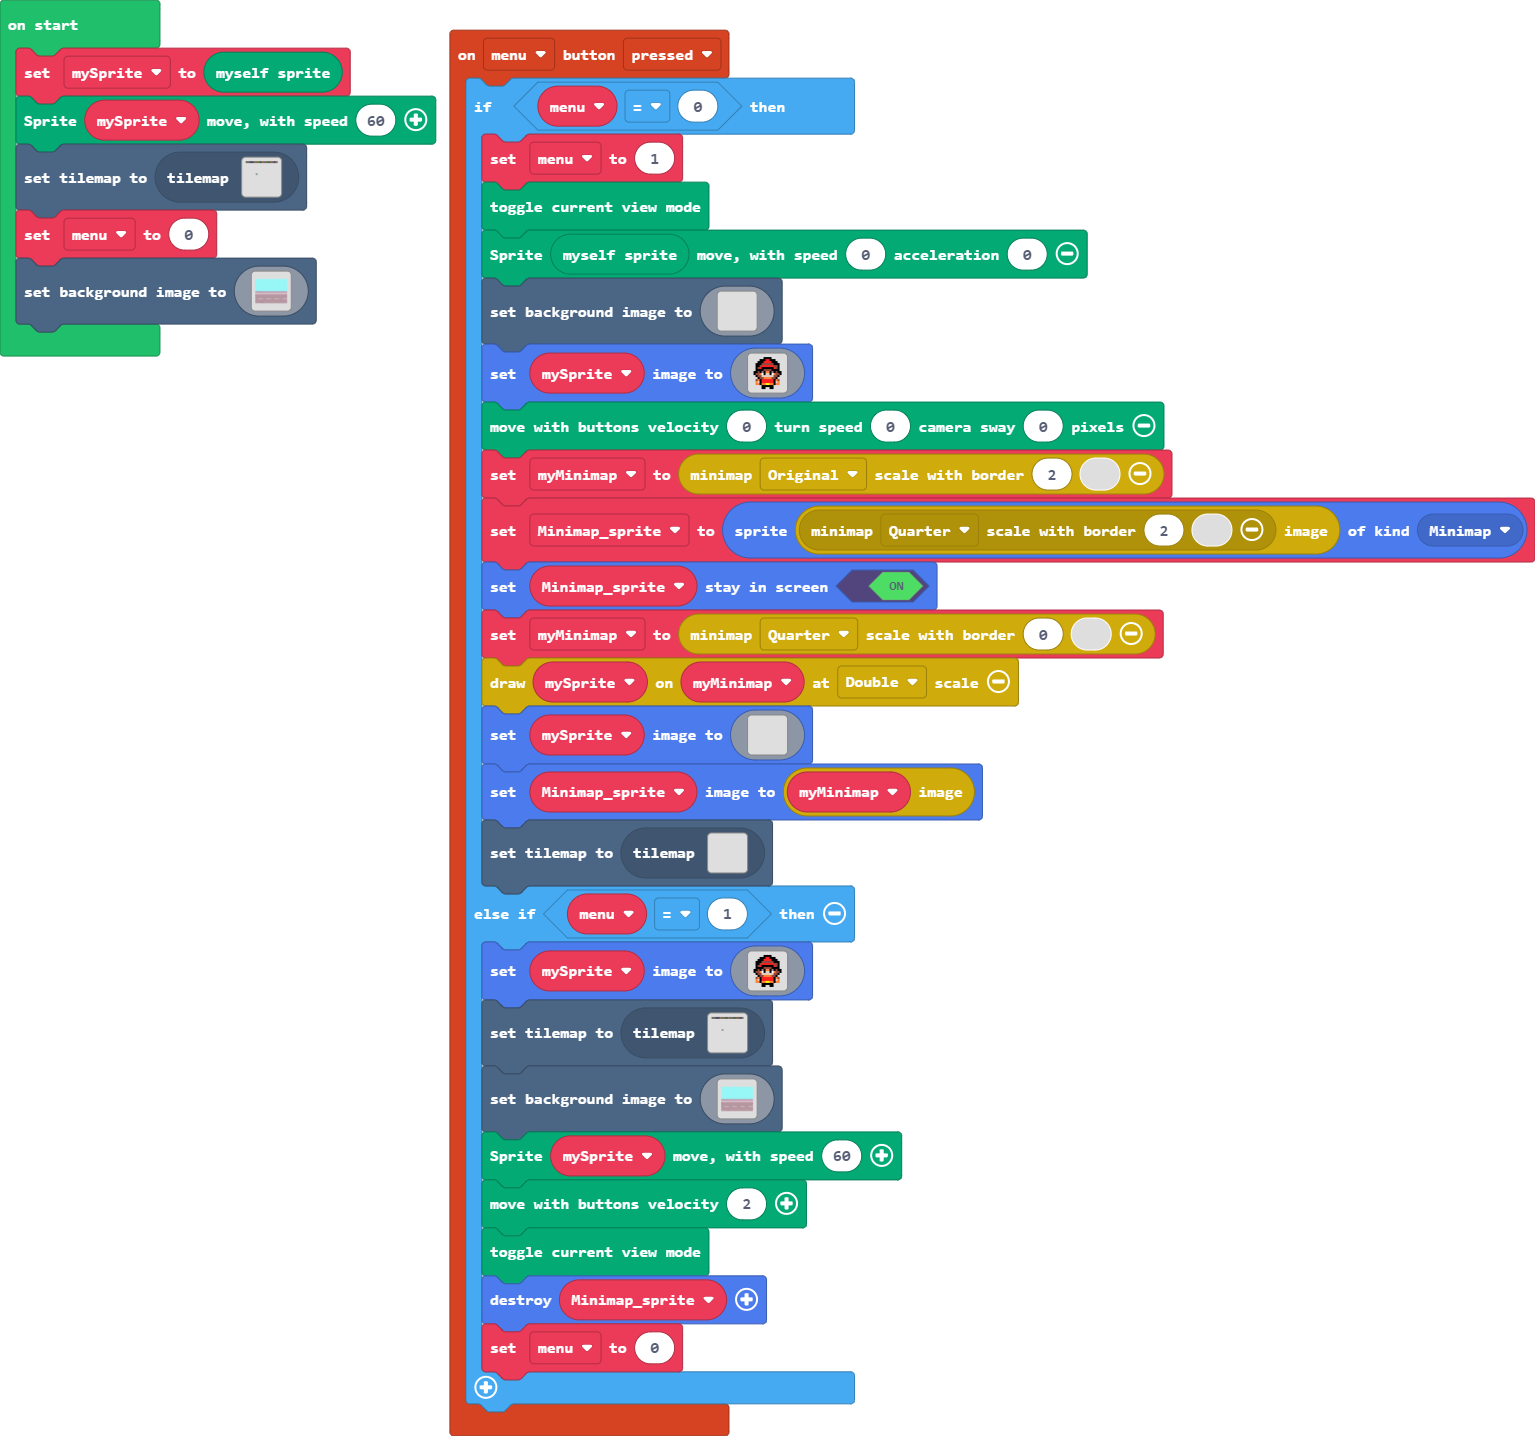 on start
set mySprite to myself sprite
Sprite mySprite move, with speed 60
set tilemap to tilemap
set menu to 0
set background image to
on menu button pressed
if menu = 0 then
set menu to 1
toggle current view mode
Sprite myself sprite move, with speed 0 acceleration 0
set background image to
set mySprite image to
move with buttons velocity 0 turn speed 0 camera sway 0 pixels
set myMinimap to minimap Original scale with border 2
set Minimap_sprite to sprite minimap Quarter scale with border 2 image of kind Minimap
set Minimap_sprite stay in screen ON
set myMinimap to minimap Quarter scale with border 0
draw mySprite on myMinimap at Double scale
set mySprite image to
set Minimap_sprite image to myMinimap image
set tilemap to tilemap
else if menu = 1 then
set mySprite image to
set tilemap to tilemap
set background image to
Sprite mySprite move, with speed 60
move with buttons velocity 2
toggle current view mode
destroy Minimap_sprite
set menu to 0